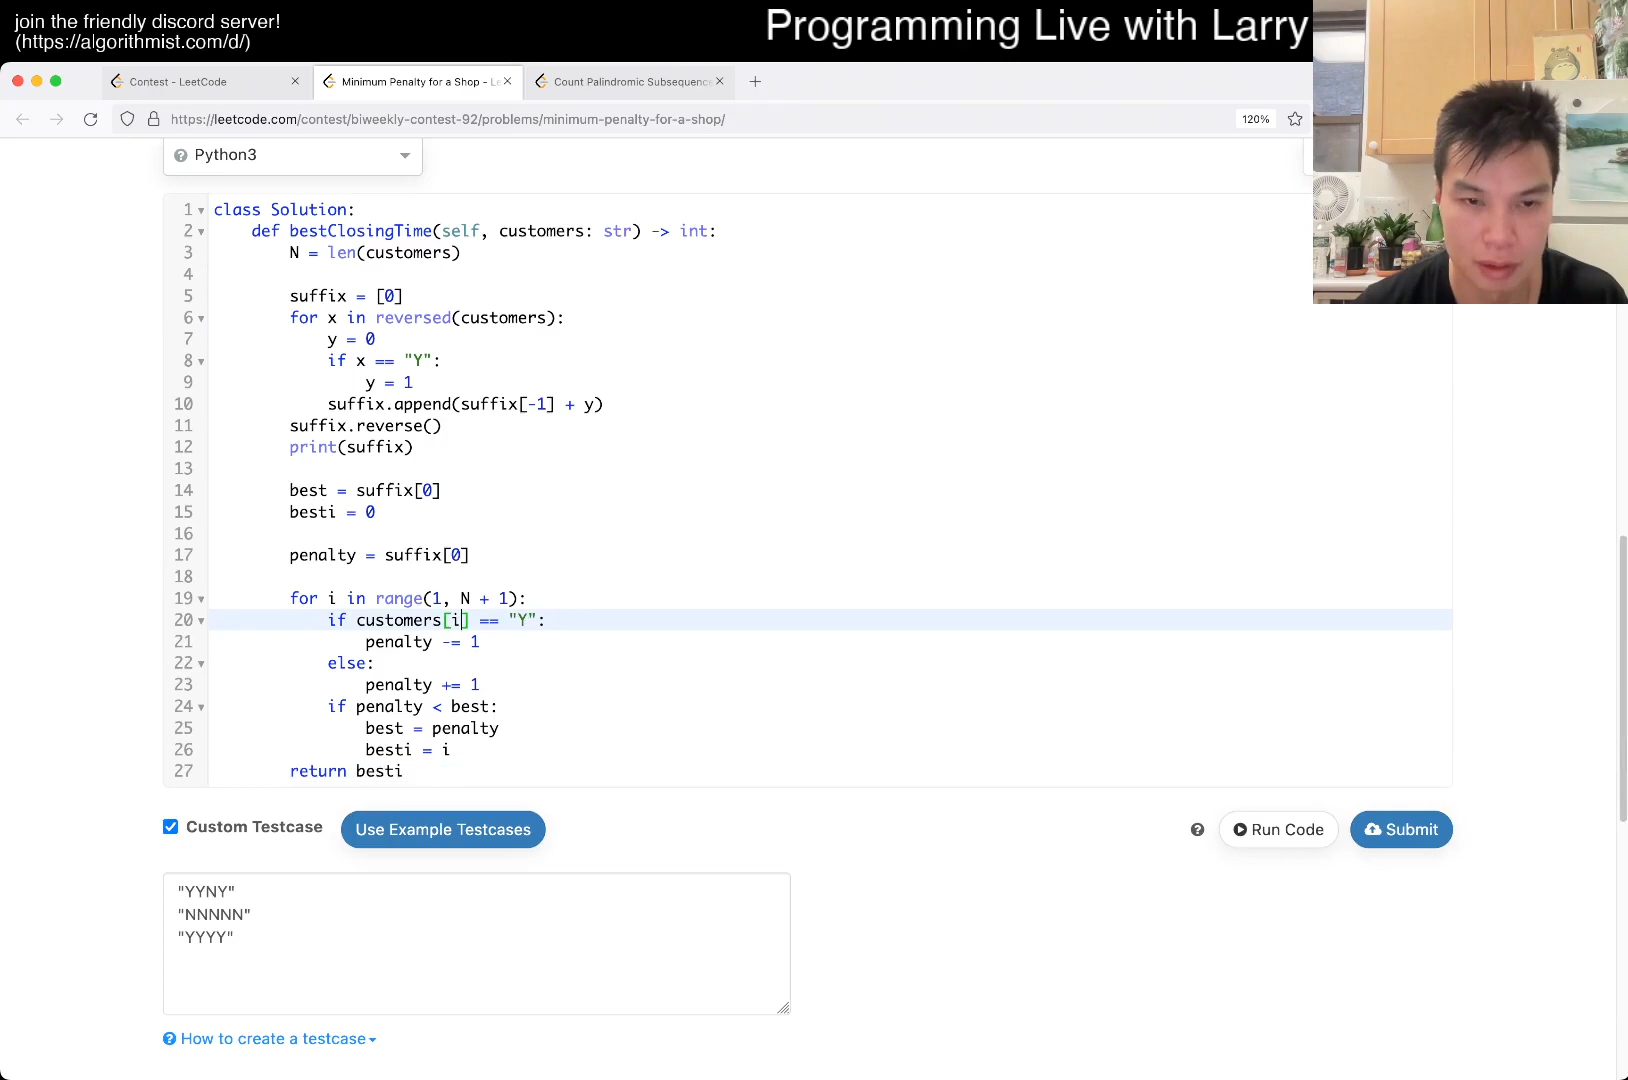 join the friendly discord server!
(https://algorithmist.com/d/)
Programming Live with Larry
Contest - LeetCode
Minimum Penalty for a Shop - Le
Count Palindromic Subsequence
https://leetcode.com/contest/biweekly-contest-92/problems/minimum-penalty-for-a-shop/
120%
Python3
1 class Solution:
2 def bestClosingTime(self, customers: str) -> int:
3 N = len(customers)
4
5 suffix = [0]
6 for x in reversed(customers):
7 y = 0
8 if x == "Y":
9 y = 1
10 suffix.append(suffix[-1] + y)
11 suffix.reverse()
12 print(suffix)
13
14 best = suffix[0]
15 besti = 0
16
17 penalty = suffix[0]
18
19 for i in range(1, N + 1):
20 if customers[i] == "Y":
21 penalty -= 1
22 else:
23 penalty += 1
24 if penalty < best:
25 best = penalty
26 besti = i
27 return besti
Custom Testcase
Use Example Testcases
Run Code
Submit
"YYNY"
"NNNNN"
"YYYY"
How to create a testcase